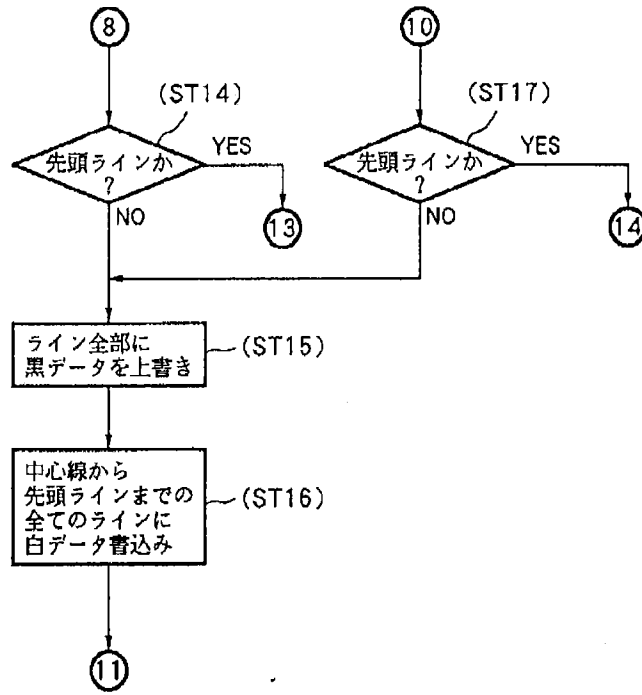 8
10
(ST14)
(ST17)
先頭ラインか
?
YES
NO
13
先頭ラインか
?
YES
NO
14
ライン全部に
黒データを上書き
(ST15)
中心線から
先頭ラインまでの
全てのラインに
白データ書込み
(ST16)
11